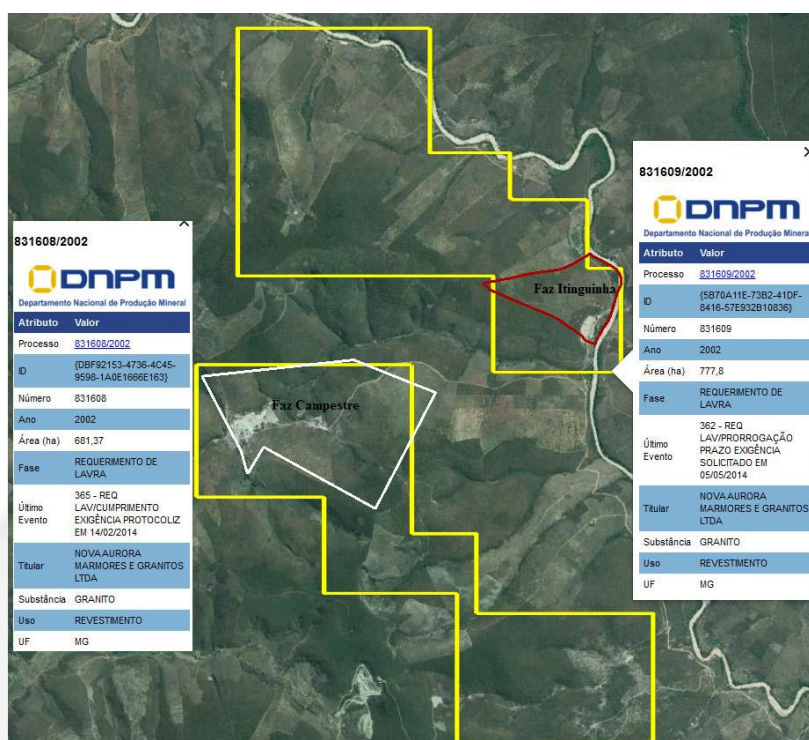 831608/2002
DNPM
Departamento Nacional de Produção Mineral
Atributo Valor
Processo 831608/2002
ID {DBF92153-4736-4C45-
9598-1A0E1666E163}
Número 831608
Ano 2002
Área (ha) 681,37
Fase REQUERIMENTO DE
LAVRA
Último
Evento
365 - REQ
LAV/CUMPRIMENTO
EXIGÊNCIA PROTOCOLIZ
EM 14/02/2014
Titular NOVA AURORA
MARMORES E GRANITOS
LTDA
Substância GRANITO
Uso REVESTIMENTO
UF MG
Faz Campestre
Faz Itinguinha
831609/2002
DNPM
Departamento Nacional de Produção Minera
Atributo Valor
Processo 831609/2002
ID {5B70A11E-73B2-41DF-
8416-57E932B10836}
Número 831609
Ano 2002
Área (ha) 777,8
Fase REQUERIMENTO DE
LAVRA
Último
Evento
362 - REQ
LAV/PRORROGAÇÃO
PRAZO EXIGÊNCIA
SOLICITADO EM
05/05/2014
Titular NOVA AURORA
MARMORES E GRANITOS
LTDA
Substância GRANITO
Uso REVESTIMENTO
UF MG